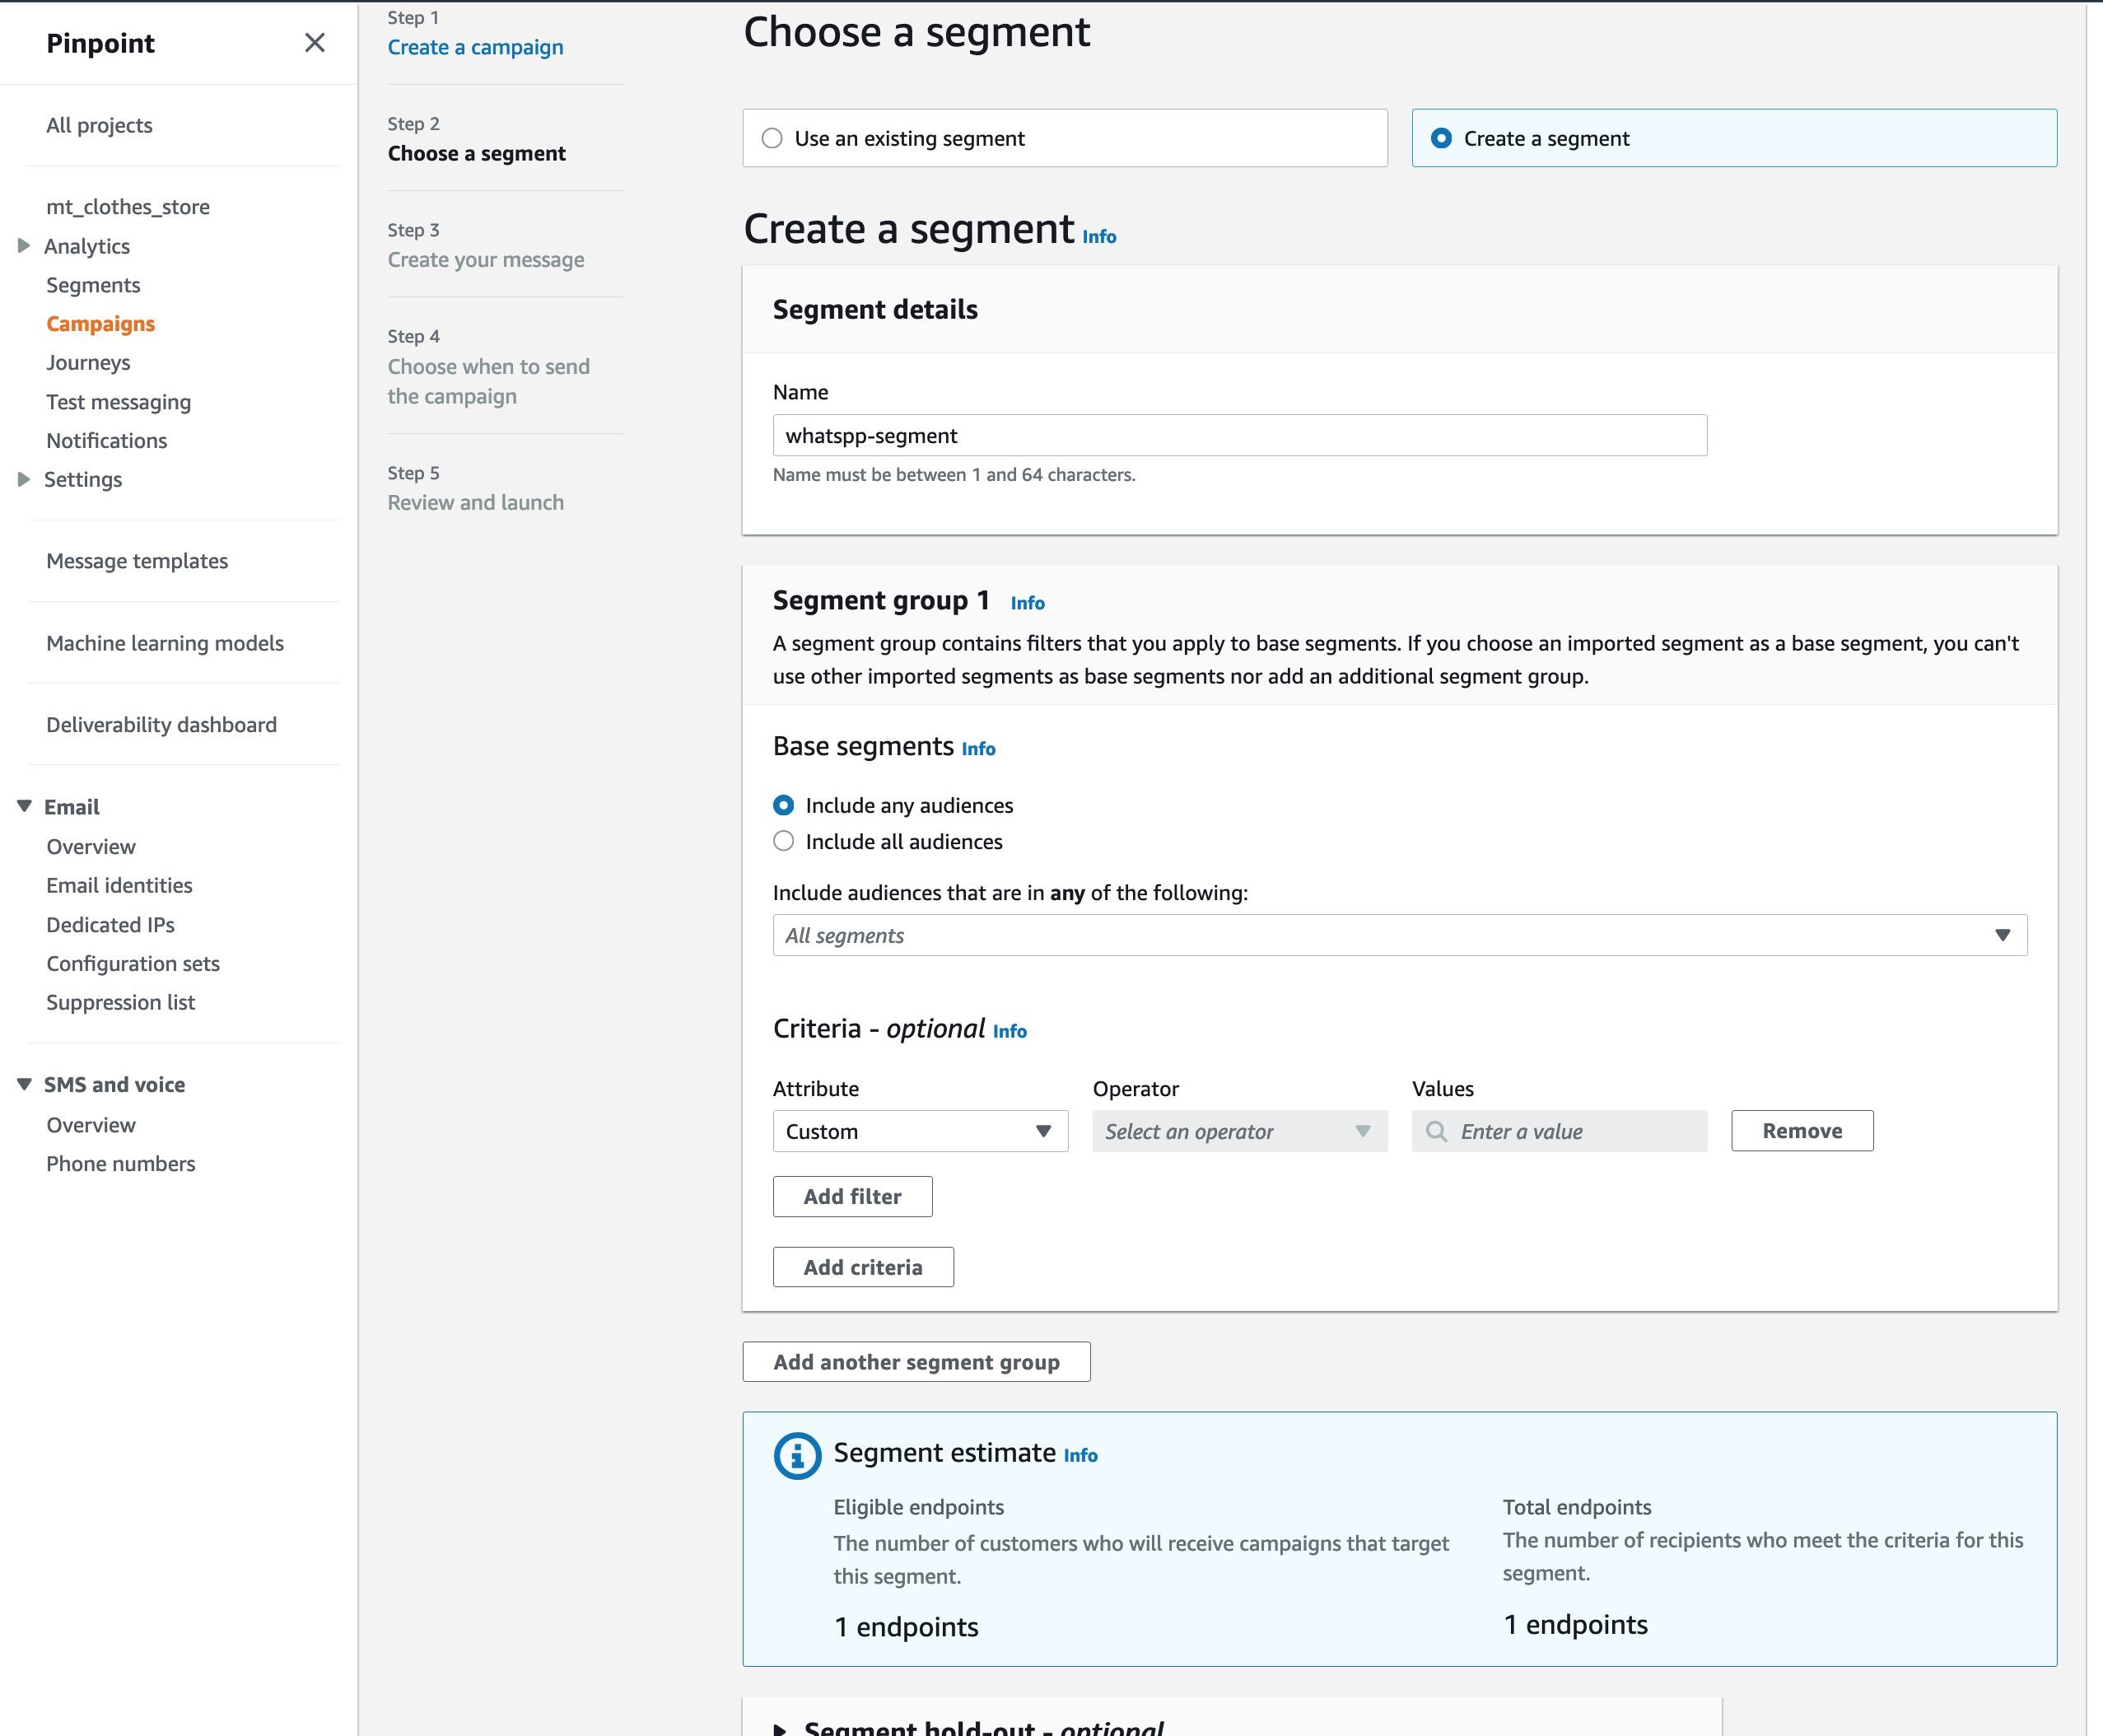 Pinpoint
All projects
mt_clothes_store
Analytics
Segments
Campaigns
Journeys
Test messaging
Notifications
Settings
Message templates
Machine learning models
Deliverability dashboard
Email
Overview
Email identities
Dedicated IPs
Configuration sets
Suppression list
SMS and voice
Overview
Phone numbers
Step 1
Create a campaign
Step 2
Choose a segment
Step 3
Create your message
Step 4
Choose when to send
the campaign
Step 5
Review and launch
Choose a segment
Use an existing segment
Create a segment
Create a segment Info
Segment details
Name
whatspp-segment
Name must be between 1 and 64 characters.
Segment group 1 Info
A segment group contains filters that you apply to base segments. If you choose an imported segment as a base segment, you can't
use other imported segments as base segments nor add an additional segment group.
Base segments Info
Include any audiences
Include all audiences
Include audiences that are in any of the following:
All segments
Criteria - optional Info
Attribute Operator Values
Custom Select an operator Enter a value Remove
Add filter
Add criteria
Add another segment group
Segment estimate Info
Eligible endpoints
The number of customers who will receive campaigns that target
this segment.
1 endpoints
Total endpoints
The number of recipients who meet the criteria for this
segment.
1 endpoints
Segment hold-out - optional